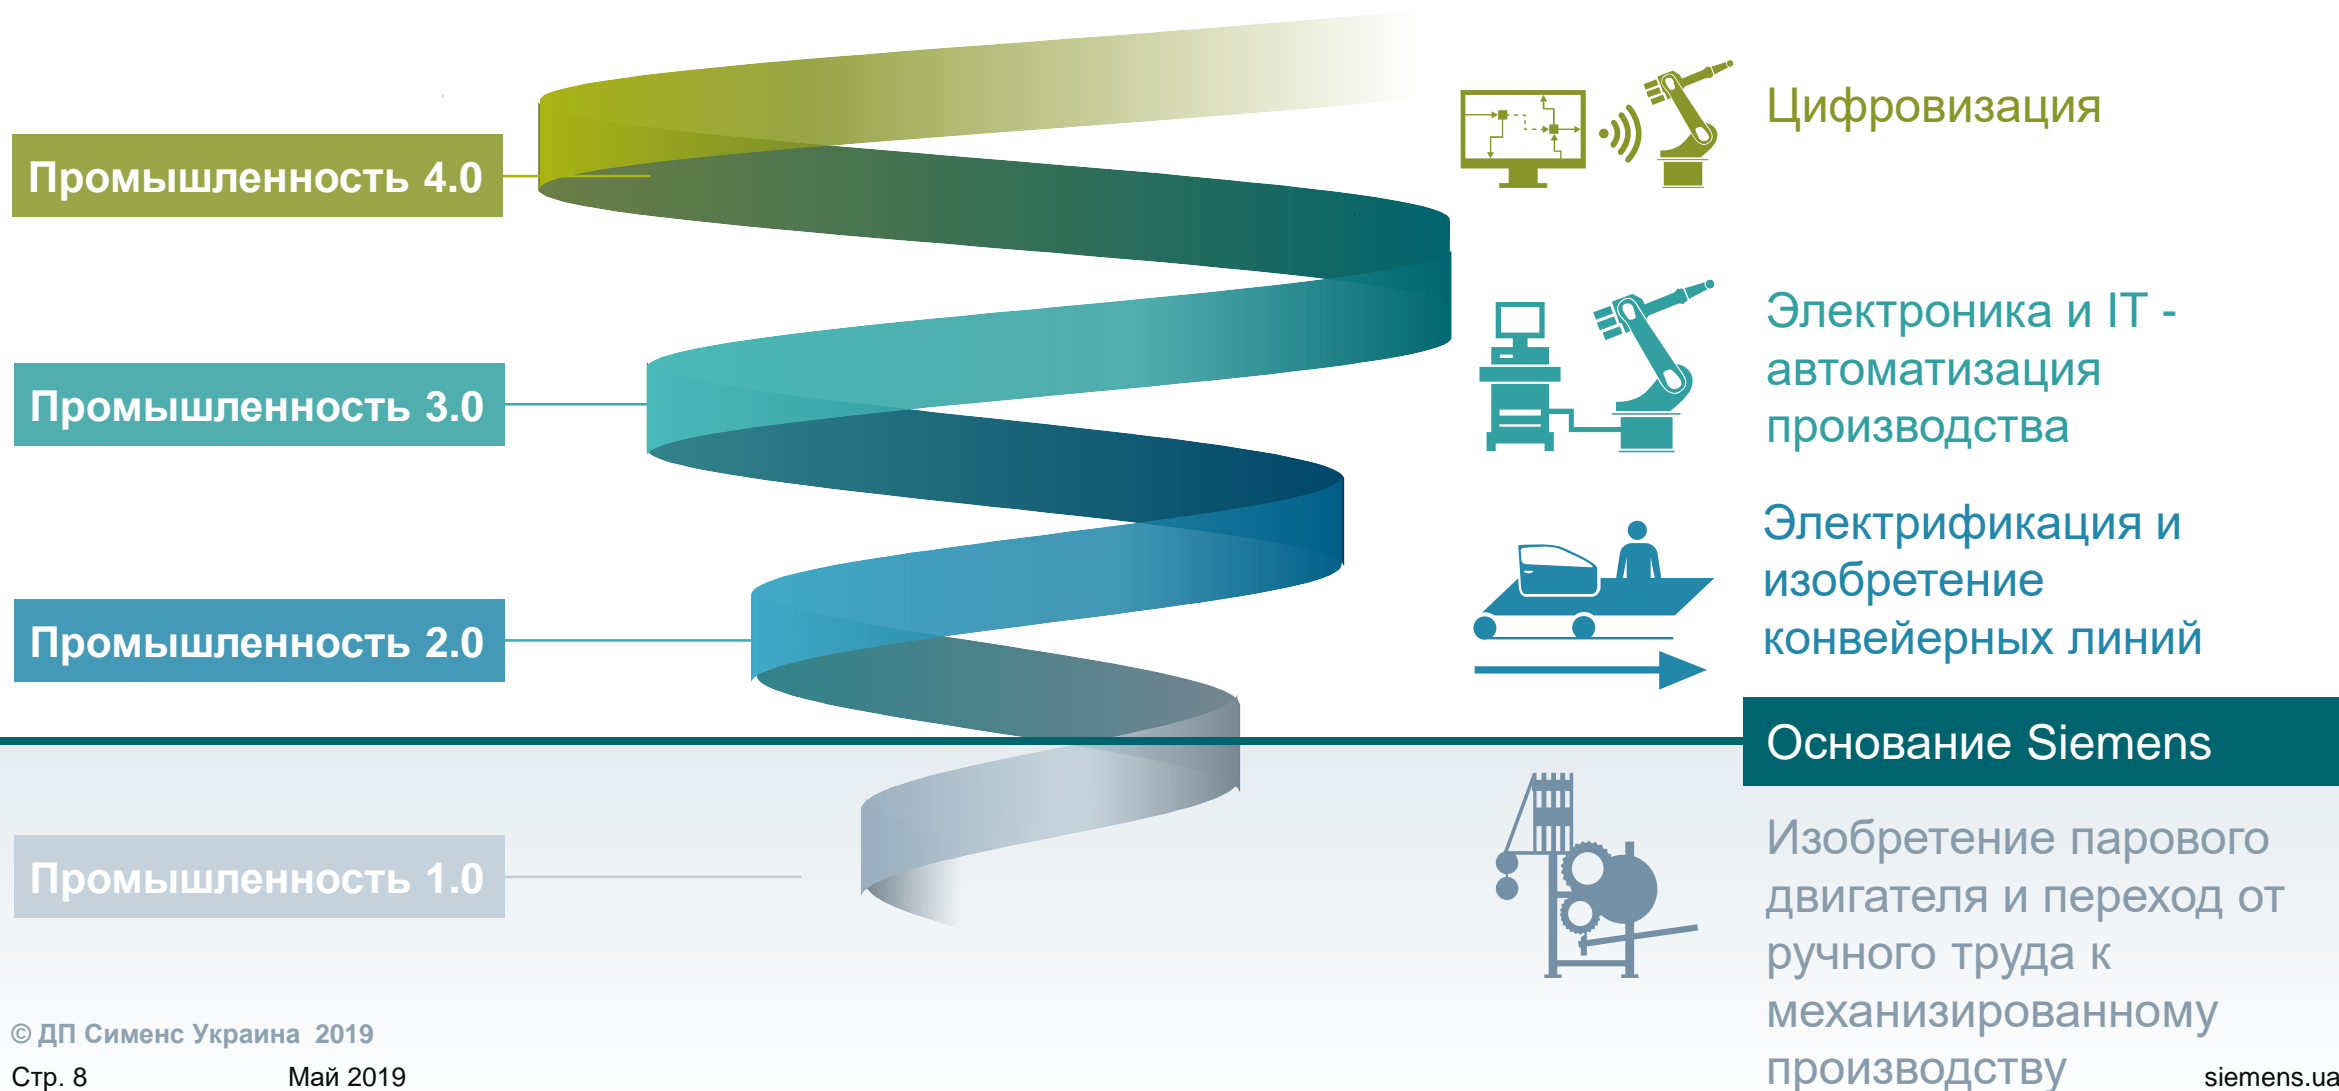 Промышленность 4.0
Цифровизация
Промышленность 3.0
Электроника и IT -
автоматизация
производства
Промышленность 2.0
Электрификация и
изобретение
конвейерных линий
Основание Siemens
Промышленность 1.0
Изобретение парового
двигателя и переход от
ручного труда к
механизированному
производству
© ДП Сименс Украина 2019
Стр. 8
Май 2019
siemens.ua